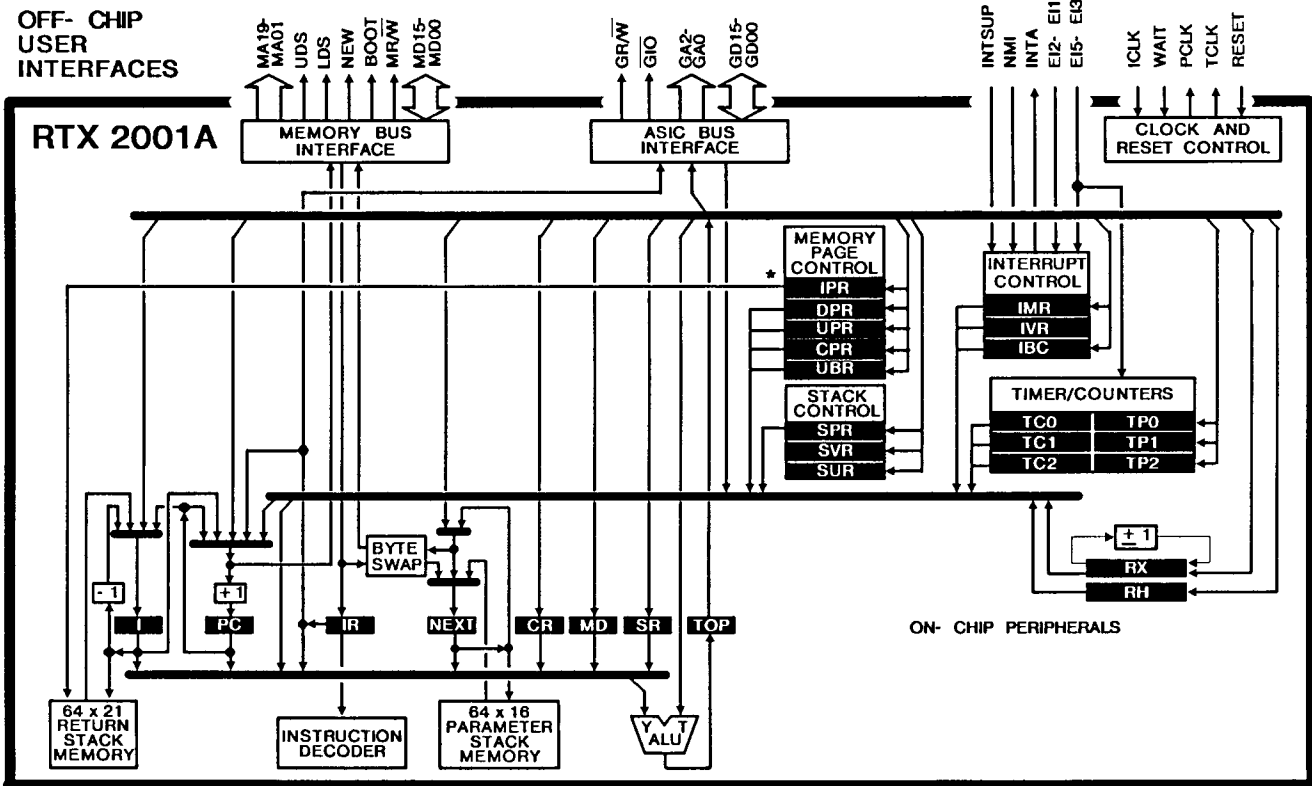 OFF- CHIP
USER
INTERFACES
MA19-
MA01
UDS
LDS
NEW
BOOT
MR/W̅
MD15-
MD00
GR/W̅
G̅I̅O̅
GA2-
GA0
GD15-
GD00
INTSUP
NMI
INTA
EI2- EI1
EI5- EI3
ICLK
WAIT
PCLK
TCLK
RESET
RTX 2001A
MEMORY BUS
INTERFACE
ASIC BUS
INTERFACE
CLOCK AND
RESET CONTROL
MEMORY
PAGE
CONTROL
*
IPR
DPR
UPR
CPR
UBR
STACK
CONTROL
SPR
SVR
SUR
INTERRUPT
CONTROL
IMR
IVR
IBC
TIMER/COUNTERS
TC0 TP0
TC1 TP1
TC2 TP2
BYTE
SWAP
± 1
RX
RH
- 1
+ 1
I
PC
IR
NEXT
CR
MD
SR
TOP
ON- CHIP PERIPHERALS
64 x 21
RETURN
STACK
MEMORY
INSTRUCTION
DECODER
64 x 16
PARAMETER
STACK
MEMORY
Y T
ALU